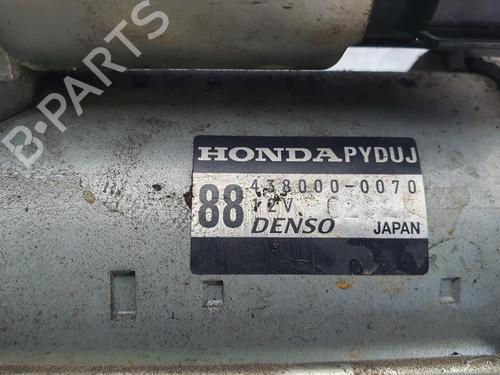 B-PARTS
HONDA PYDUJ
88 438000-0070
12V
DENSO JAPAN